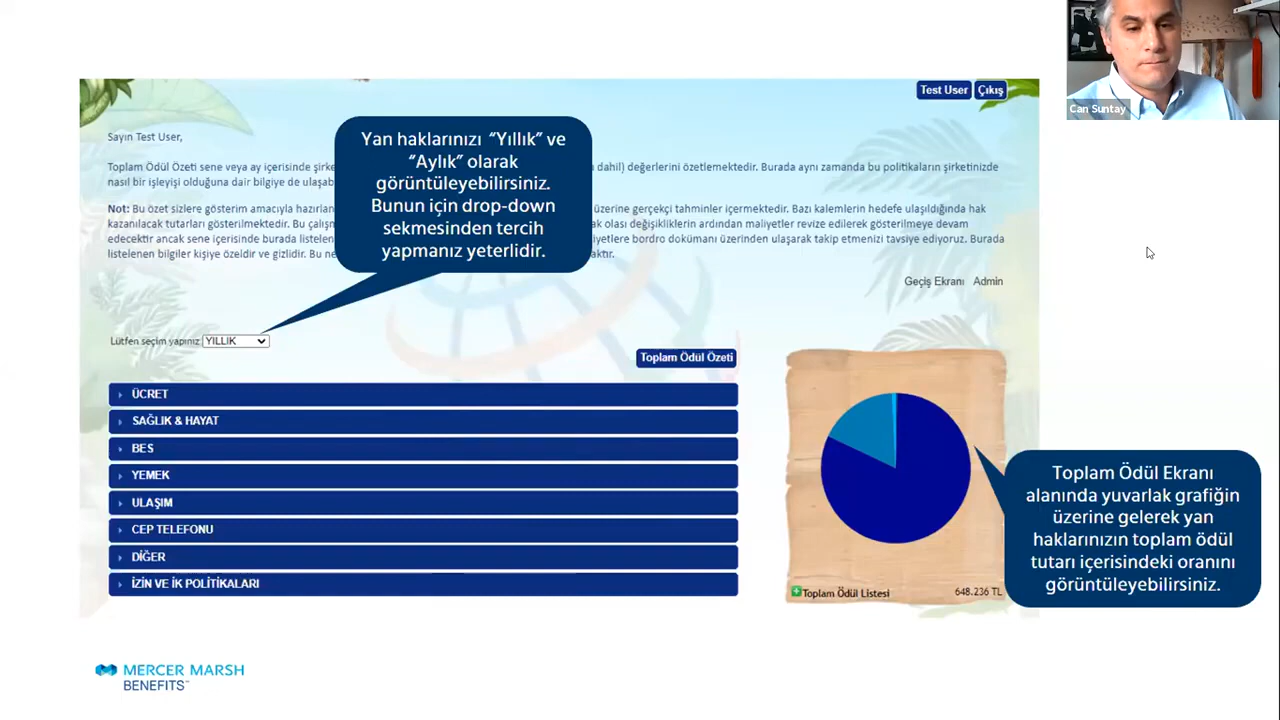 Can Suntay
Test User Çıkış
Sayın Test User,
Yan haklarınızı “Yıllık” ve
“Aylık” olarak
görüntüleyebilirsiniz.
Bunun için drop-down
sekmesinden tercih
yapmanız yeterlidir.
Toplam Ödül Özeti sene veya ay içerisinde şirke
dahil) değerlerini özetlemektedir. Burada aynı zamanda bu politikaların şirketinizde
nasıl bir işleyişi olduğuna dair bilgiye de ulaşab
Not: Bu özet sizlere gösterim amacıyla hazırlan
üzerine gerçekçi tahminler içermektedir. Bazı kalemlerin hedefe ulaşıldığında hak
kazanılacak tutarları gösterilmektedir. Bu çalışm
ak olası değişikliklerin ardından maliyetler revize edilerek gösterilmeye devam
edecektir ancak sene içerisinde burada listelen
iyetlere bordro dokümanı üzerinden ulaşarak takip etmenizi tavsiye ediyoruz. Burada
listelenen bilgiler kişiye özeldir ve gizlidir. Bu ne
aktır.
Geçiş Ekranı Admin
Lütfen seçim yapınız YILLIK
Toplam Ödül Özeti
ÜCRET
SAĞLIK & HAYAT
BES
YEMEK
ULAŞIM
CEP TELEFONU
DİĞER
İZİN VE İK POLİTİKALARI
Toplam Ödül Listesi 648.236 TL
Toplam Ödül Ekranı
alanında yuvarlak grafiğin
üzerine gelerek yan
haklarınızın toplam ödül
tutarı içerisindeki oranını
görüntüleyebilirsiniz.
MERCER MARSH
BENEFITS™